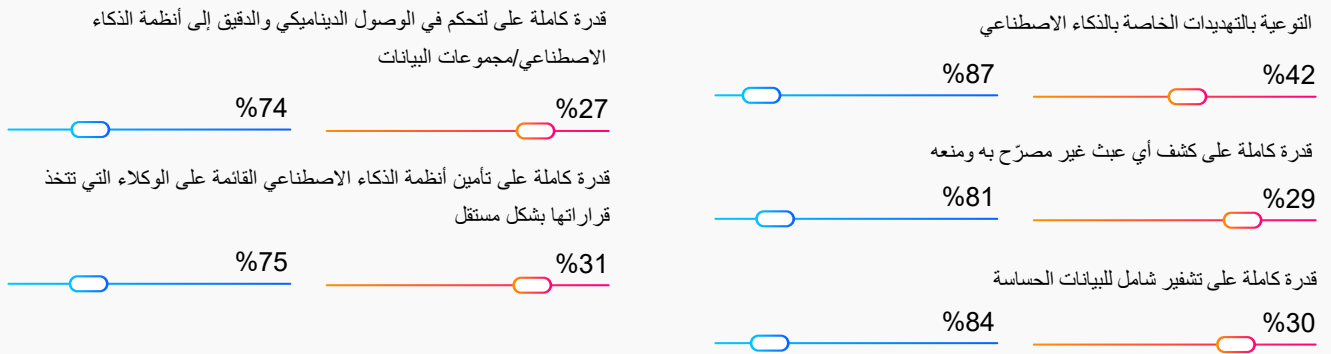 التوعية بالتهديدات الخاصة بالذكاء الاصطناعي
%42
%87
قدرة كاملة على كشف أي عبث غير مصرّح به ومنعه
%29
%81
قدرة كاملة على تشفير شامل للبيانات الحساسة
%30
%84
قدرة كاملة على لتحكم في الوصول الديناميكي والدقيق إلى أنظمة الذكاء
الاصطناعي/مجموعات البيانات
%27
%74
قدرة كاملة على تأمين أنظمة الذكاء الاصطناعي القائمة على الوكلاء التي تتخذ
قراراتها بشكل مستقل
%31
%75